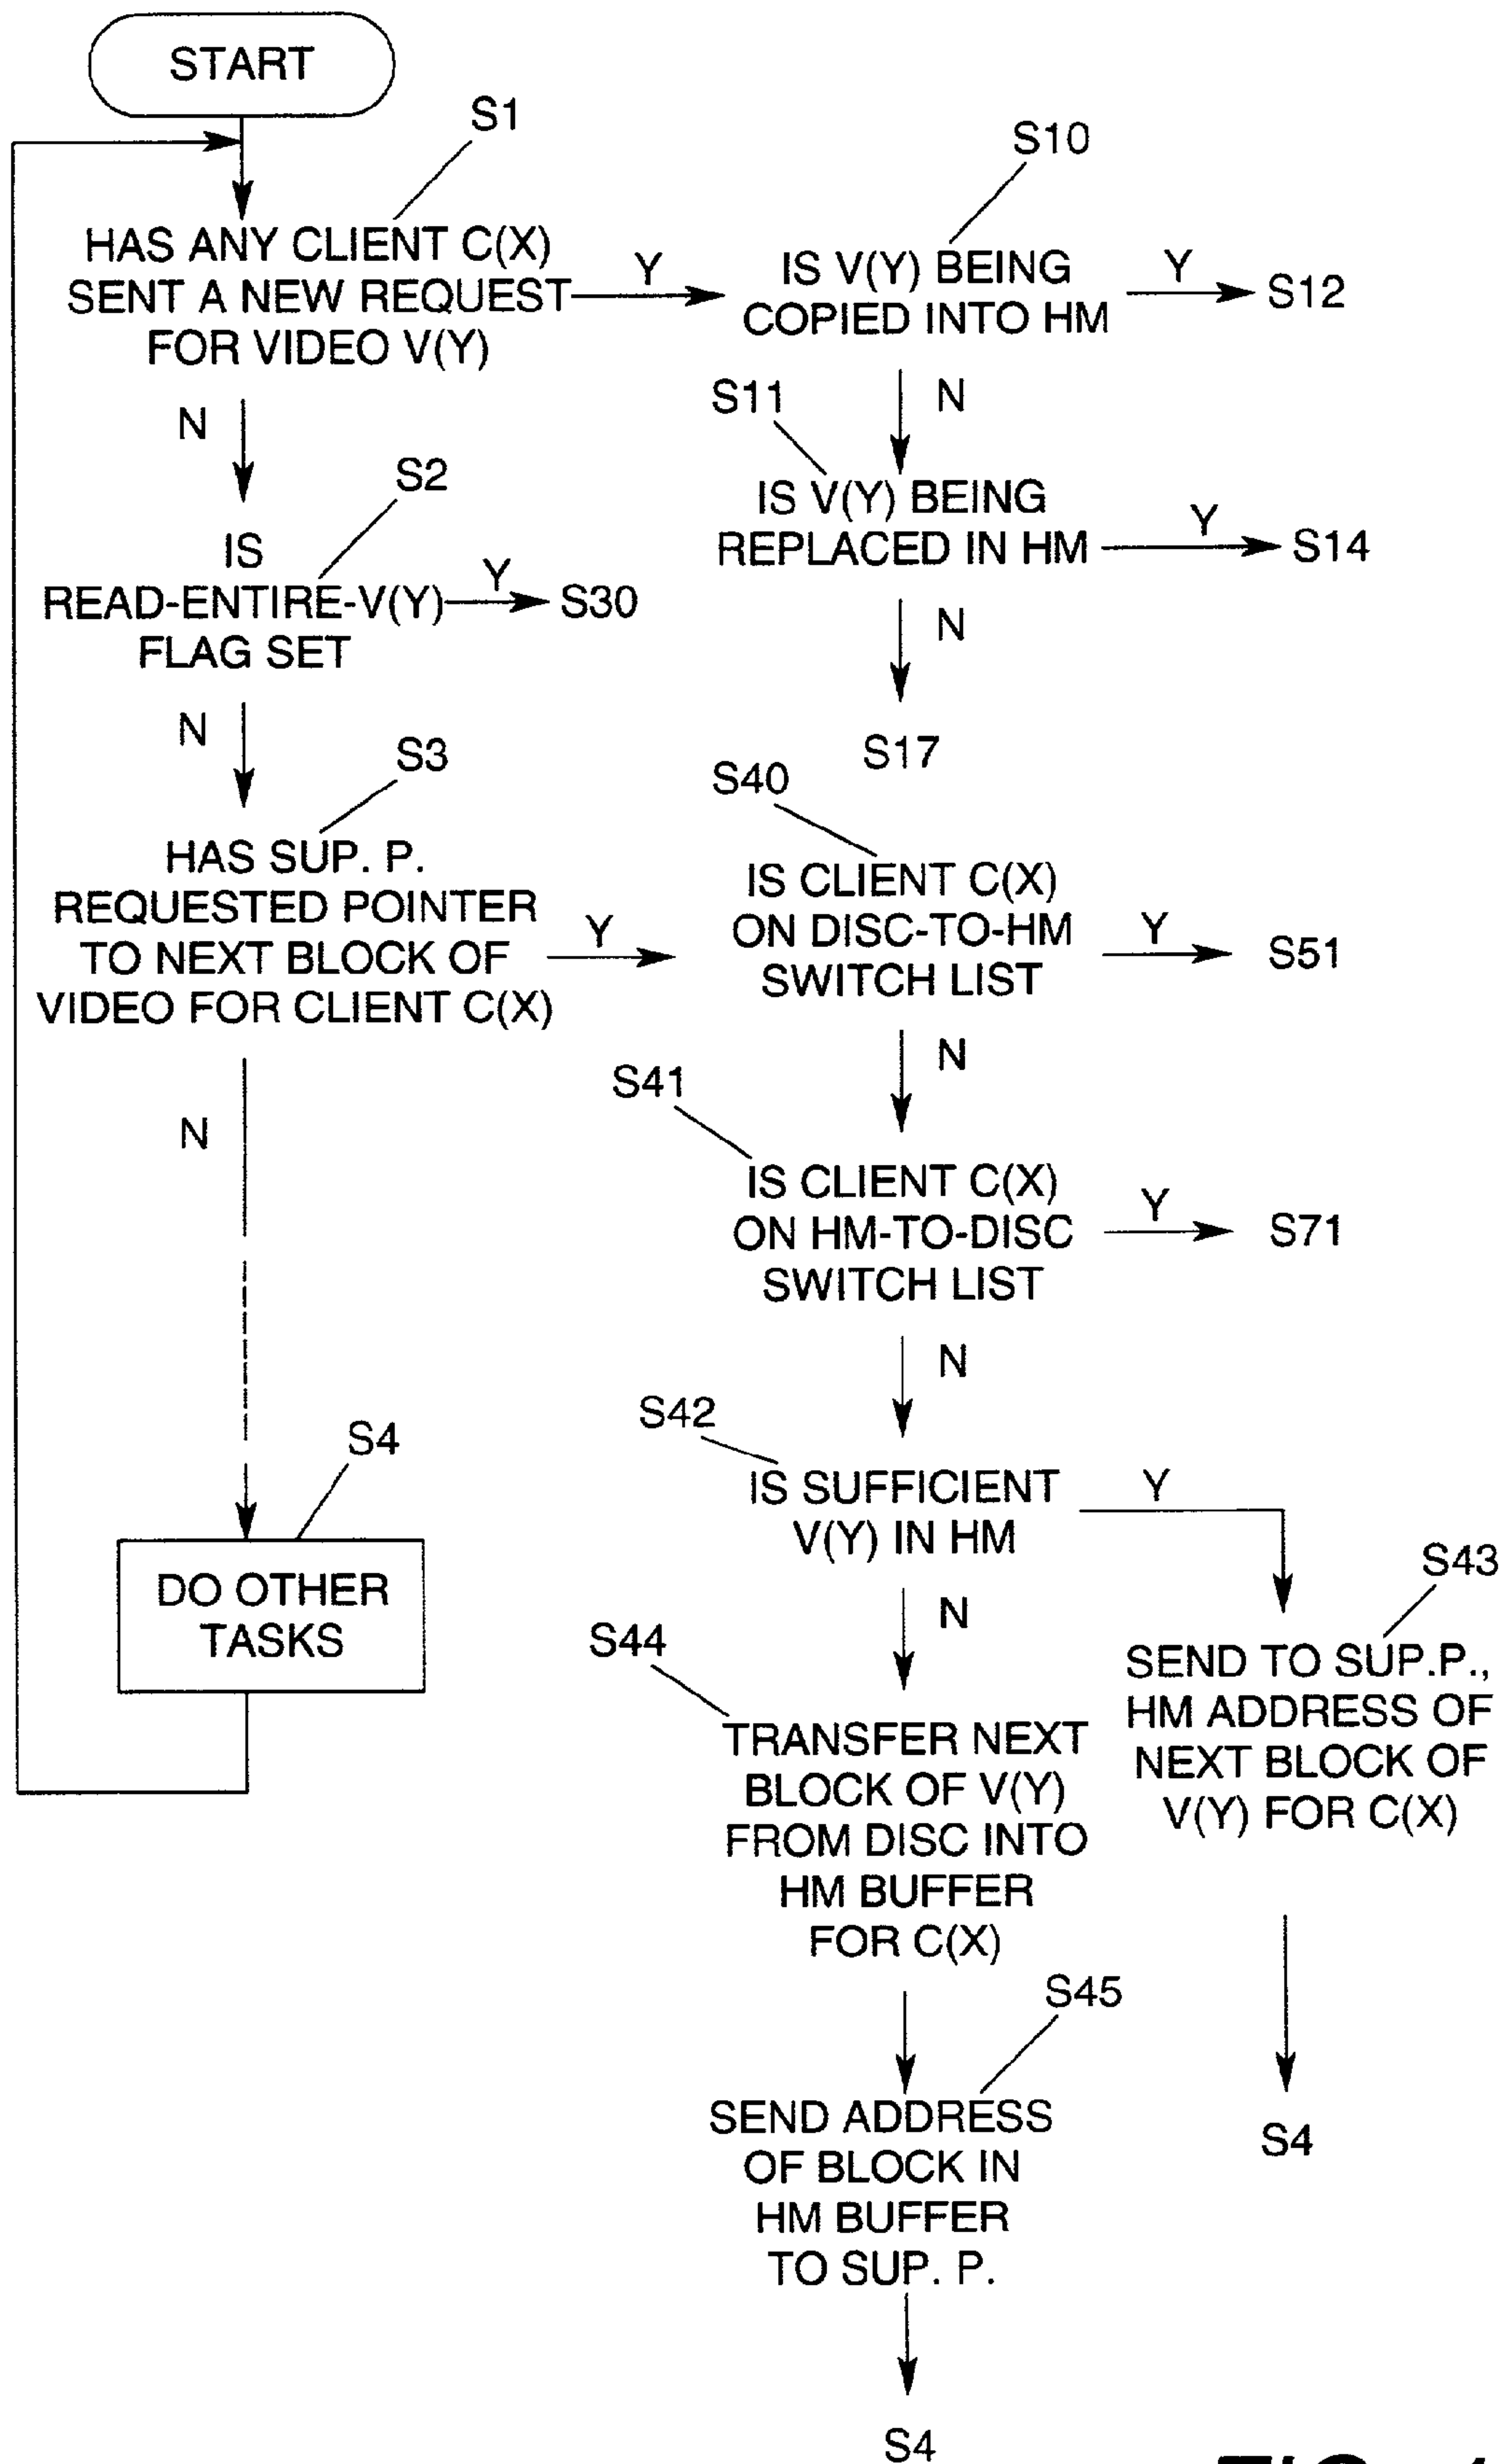 START
S1
HAS ANY CLIENT C(X)
SENT A NEW REQUEST
FOR VIDEO V(Y)
Y
S10
IS V(Y) BEING
COPIED INTO HM
Y
S12
N
S11
IS V(Y) BEING
REPLACED IN HM
Y
S14
N
S17
N
S2
IS
READ-ENTIRE-V(Y)
FLAG SET
Y
S30
N
S3
HAS SUP. P.
REQUESTED POINTER
TO NEXT BLOCK OF
VIDEO FOR CLIENT C(X)
Y
S40
IS CLIENT C(X)
ON DISC-TO-HM
SWITCH LIST
Y
S51
N
S41
IS CLIENT C(X)
ON HM-TO-DISC
SWITCH LIST
Y
S71
N
S42
IS SUFFICIENT
V(Y) IN HM
Y
S43
SEND TO SUP.P.,
HM ADDRESS OF
NEXT BLOCK OF
V(Y) FOR C(X)
S4
N
S44
TRANSFER NEXT
BLOCK OF V(Y)
FROM DISC INTO
HM BUFFER
FOR C(X)
S45
SEND ADDRESS
OF BLOCK IN
HM BUFFER
TO SUP. P.
S4
N
S4
DO OTHER
TASKS